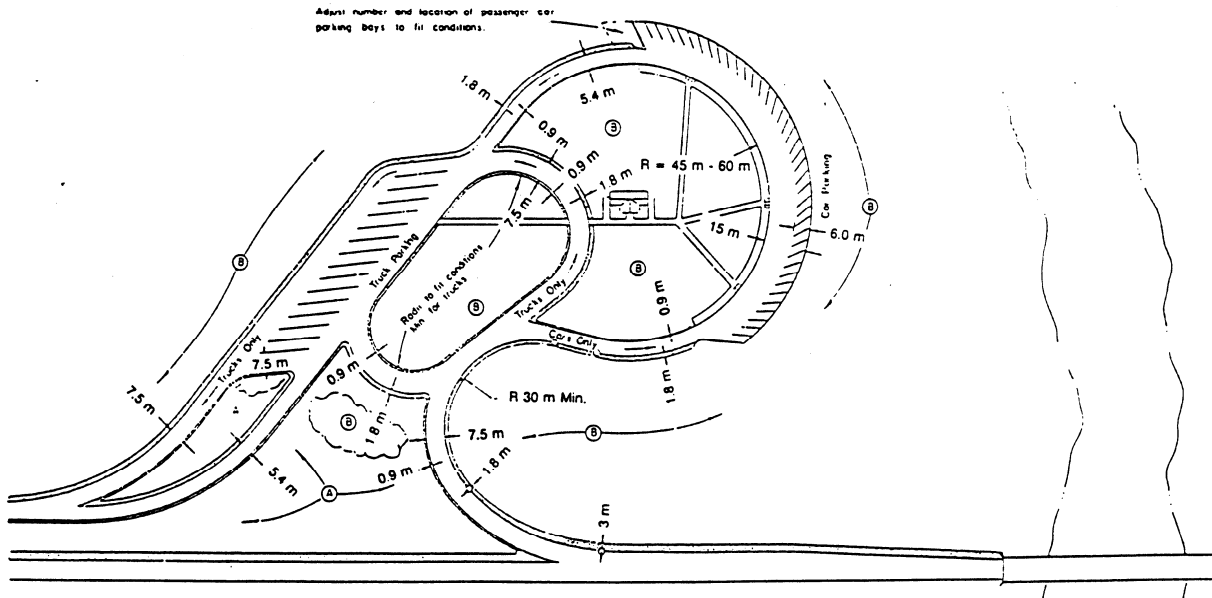 Adjust number and location of passenger car
parking bays to fit conditions.
1.8 m
5.4 m
0.9 m
B
0.9 m
1.8 m
R = 45 m - 60 m
Car Parking
B
7.5 m
15 m
6.0 m
B
Truck Parking
Radii to fit conditions
Min for trucks
B
B
Trucks Only
0.9 m
Cars Only
Trucks Only
7.5 m
0.9 m
1.8 m
7.5 m
R 30 m Min.
B
1.8 m
7.5 m
B
5.4 m
0.9 m
1.8 m
A
3 m